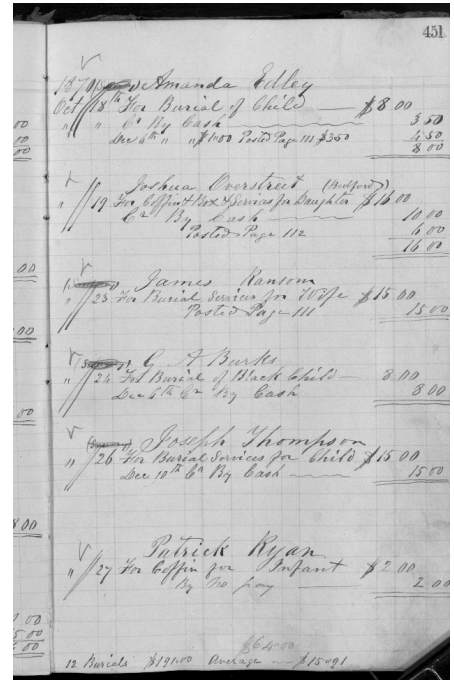 451
1870 Amanda Edley
Oct 18th For Burial of Child — $8 00
" " Cr By Cash 3 50
Dec 6th " " $1.00 Posted Page 111 $3.50 4 50
8 00
Joshua Overstreet (Bedford)
" 19 For Coffin & Box & Services for Daughter $16 00
Cr By Cash 10 00
Posted Page 112 6 00
16 00
James Ransom
" 23 For Burial Services for Wife $15 00
Posted Page 111 15 00
G A Burks
" 24 For Burial of Black Child — 8 00
Dec 6th Cr By Cash 8 00
Joseph Thompson
" 26 For Burial Services for Child $15 00
Dec 10th Cr By Cash 15 00
Patrick Ryan
" 27 For Coffin for Infant $2 00
By no pay 2 00
$64.00
12 Burials $191.00 Average — $15.91